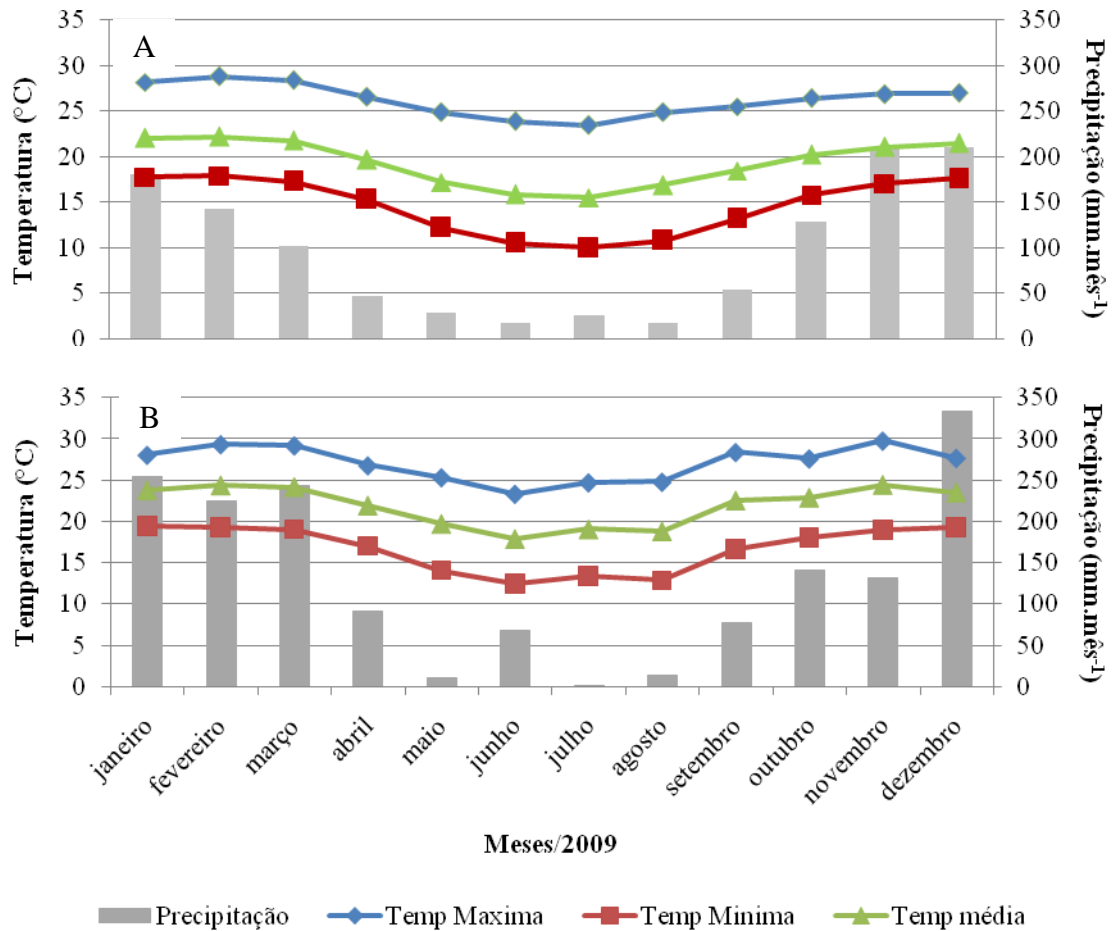 A
Temperatura (°C)
35
30
25
20
15
10
5
0
350
300
250
200
150
100
50
0
Precipitação (mm.mês-1)
B
Temperatura (°C)
35
30
25
20
15
10
5
0
350
300
250
200
150
100
50
0
Precipitação (mm.mês-1)
janeiro
fevereiro
março
abril
maio
junho
julho
agosto
setembro
outubro
novembro
dezembro
Meses/2009
Precipitação
Temp Maxima
Temp Minima
Temp média